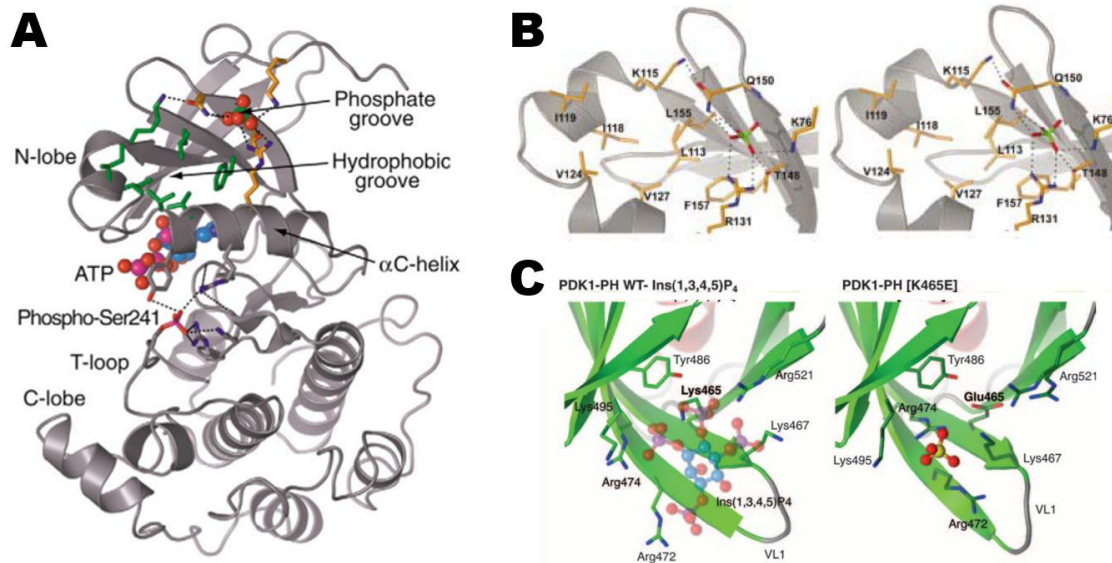 A
Phosphate
groove
N-lobe
Hydrophobic
groove
ATP
αC-helix
Phospho-Ser241
T-loop
C-lobe
B
K115
Q150
I119
L155
K76
I118
L113
V124
T148
V127
F157
R131
K115
Q150
I119
L155
K76
I118
L113
V124
T148
V127
F157
R131
C
PDK1-PH WT- Ins(1,3,4,5)P4
PDK1-PH [K465E]
Tyr486
Arg521
Lys465
Lys495
Lys467
Arg474
Ins(1,3,4,5)P4
Arg472
VL1
Tyr486
Arg521
Arg474
Glu465
Lys495
Lys467
Arg472
VL1